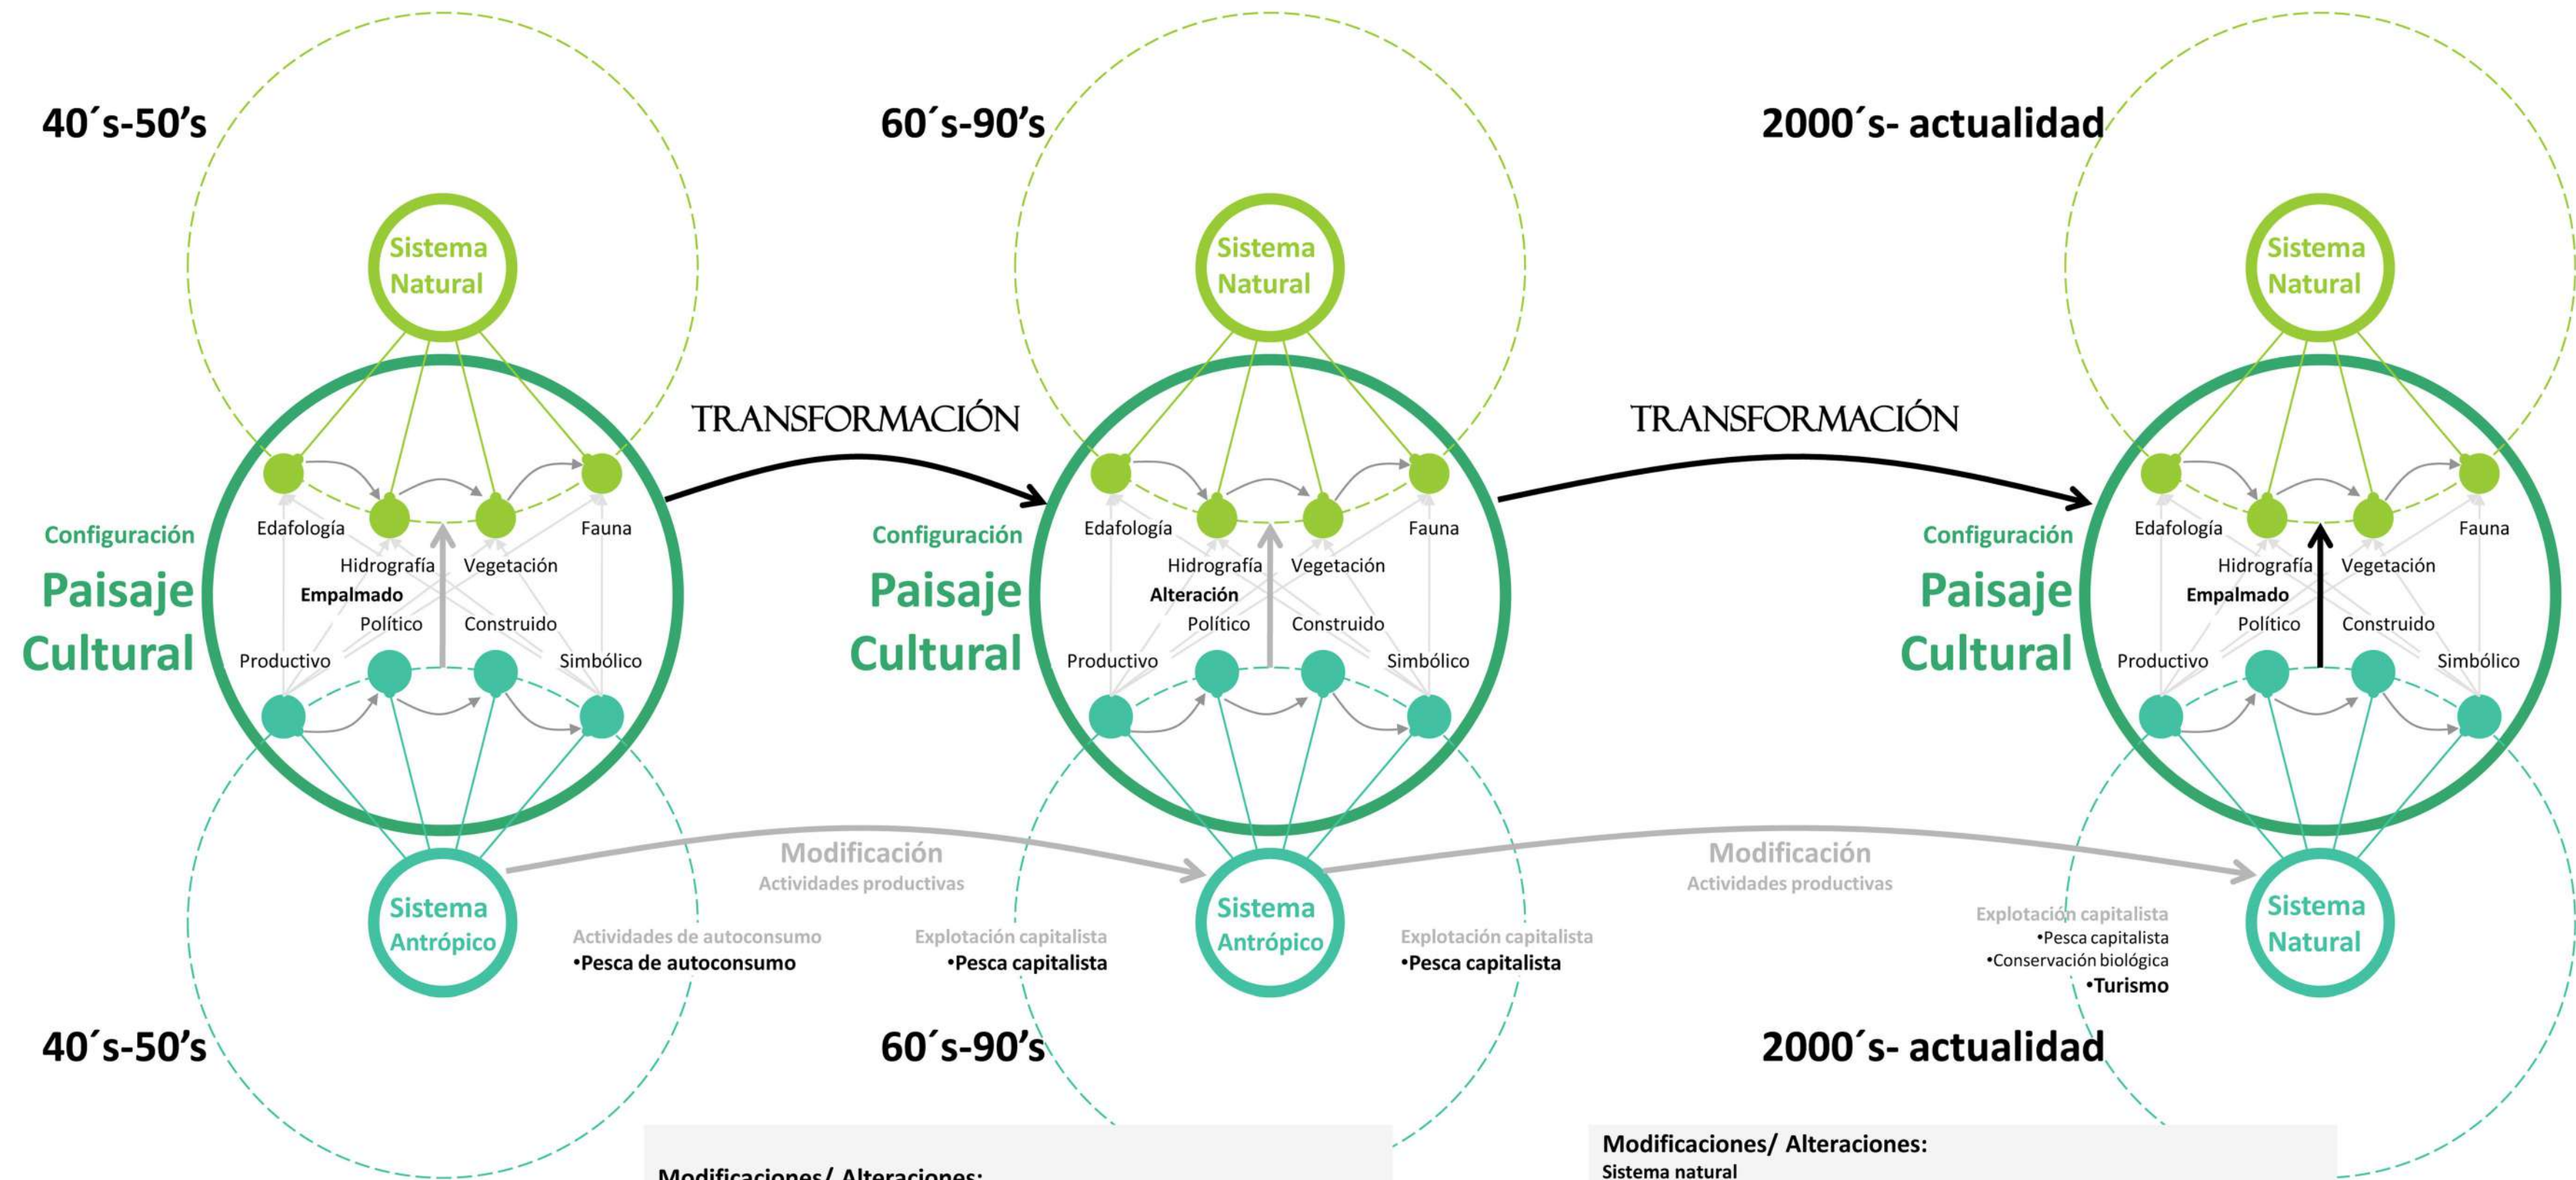 40´s-50’s
60´s-90’s
2000´s- actualidad
Sistema
Natural
Sistema
Natural
Sistema
Natural
TRANSFORMACIÓN
TRANSFORMACIÓN
Configuración
Paisaje
Cultural
Edafología
Fauna
Hidrografía
Vegetación
Empalmado
Político
Construido
Productivo
Simbólico
Configuración
Paisaje
Cultural
Edafología
Fauna
Hidrografía
Vegetación
Alteración
Político
Construido
Productivo
Simbólico
Configuración
Paisaje
Cultural
Edafología
Fauna
Hidrografía
Vegetación
Empalmado
Político
Construido
Productivo
Simbólico
Modificación
Actividades productivas
Modificación
Actividades productivas
Sistema
Antrópico
Actividades de autoconsumo
•Pesca de autoconsumo
Explotación capitalista
•Pesca capitalista
Sistema
Antrópico
Explotación capitalista
•Pesca capitalista
Explotación capitalista
•Pesca capitalista
•Conservación biológica
•Turismo
Sistema
Natural
40´s-50’s
60´s-90’s
2000´s- actualidad
Modificaciones/ Alteraciones:
Modificaciones/ Alteraciones:
Sistema natural